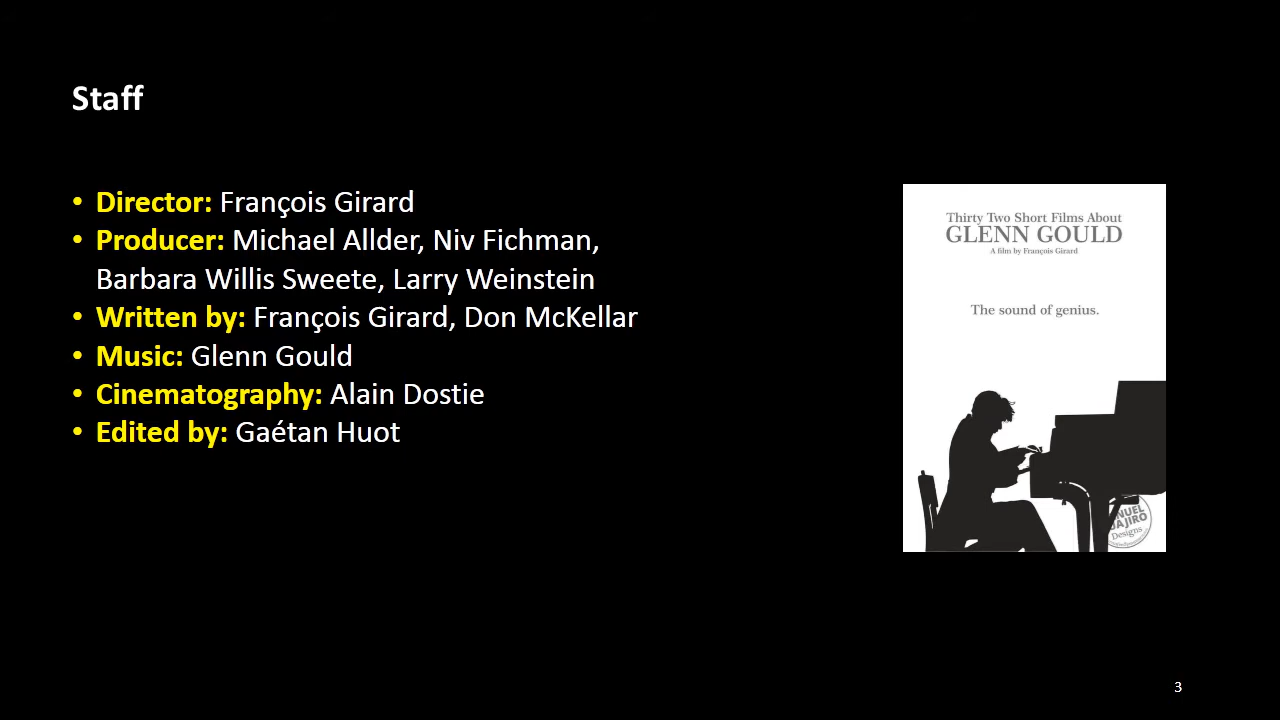 Staff
• Director: François Girard
• Producer: Michael Allder, Niv Fichman,
Barbara Willis Sweete, Larry Weinstein
• Written by: François Girard, Don McKellar
• Music: Glenn Gould
• Cinematography: Alain Dostie
• Edited by: Gaétan Huot
Thirty Two Short Films About
GLENN GOULD
A film by François Girard
The sound of genius.
Designs
3